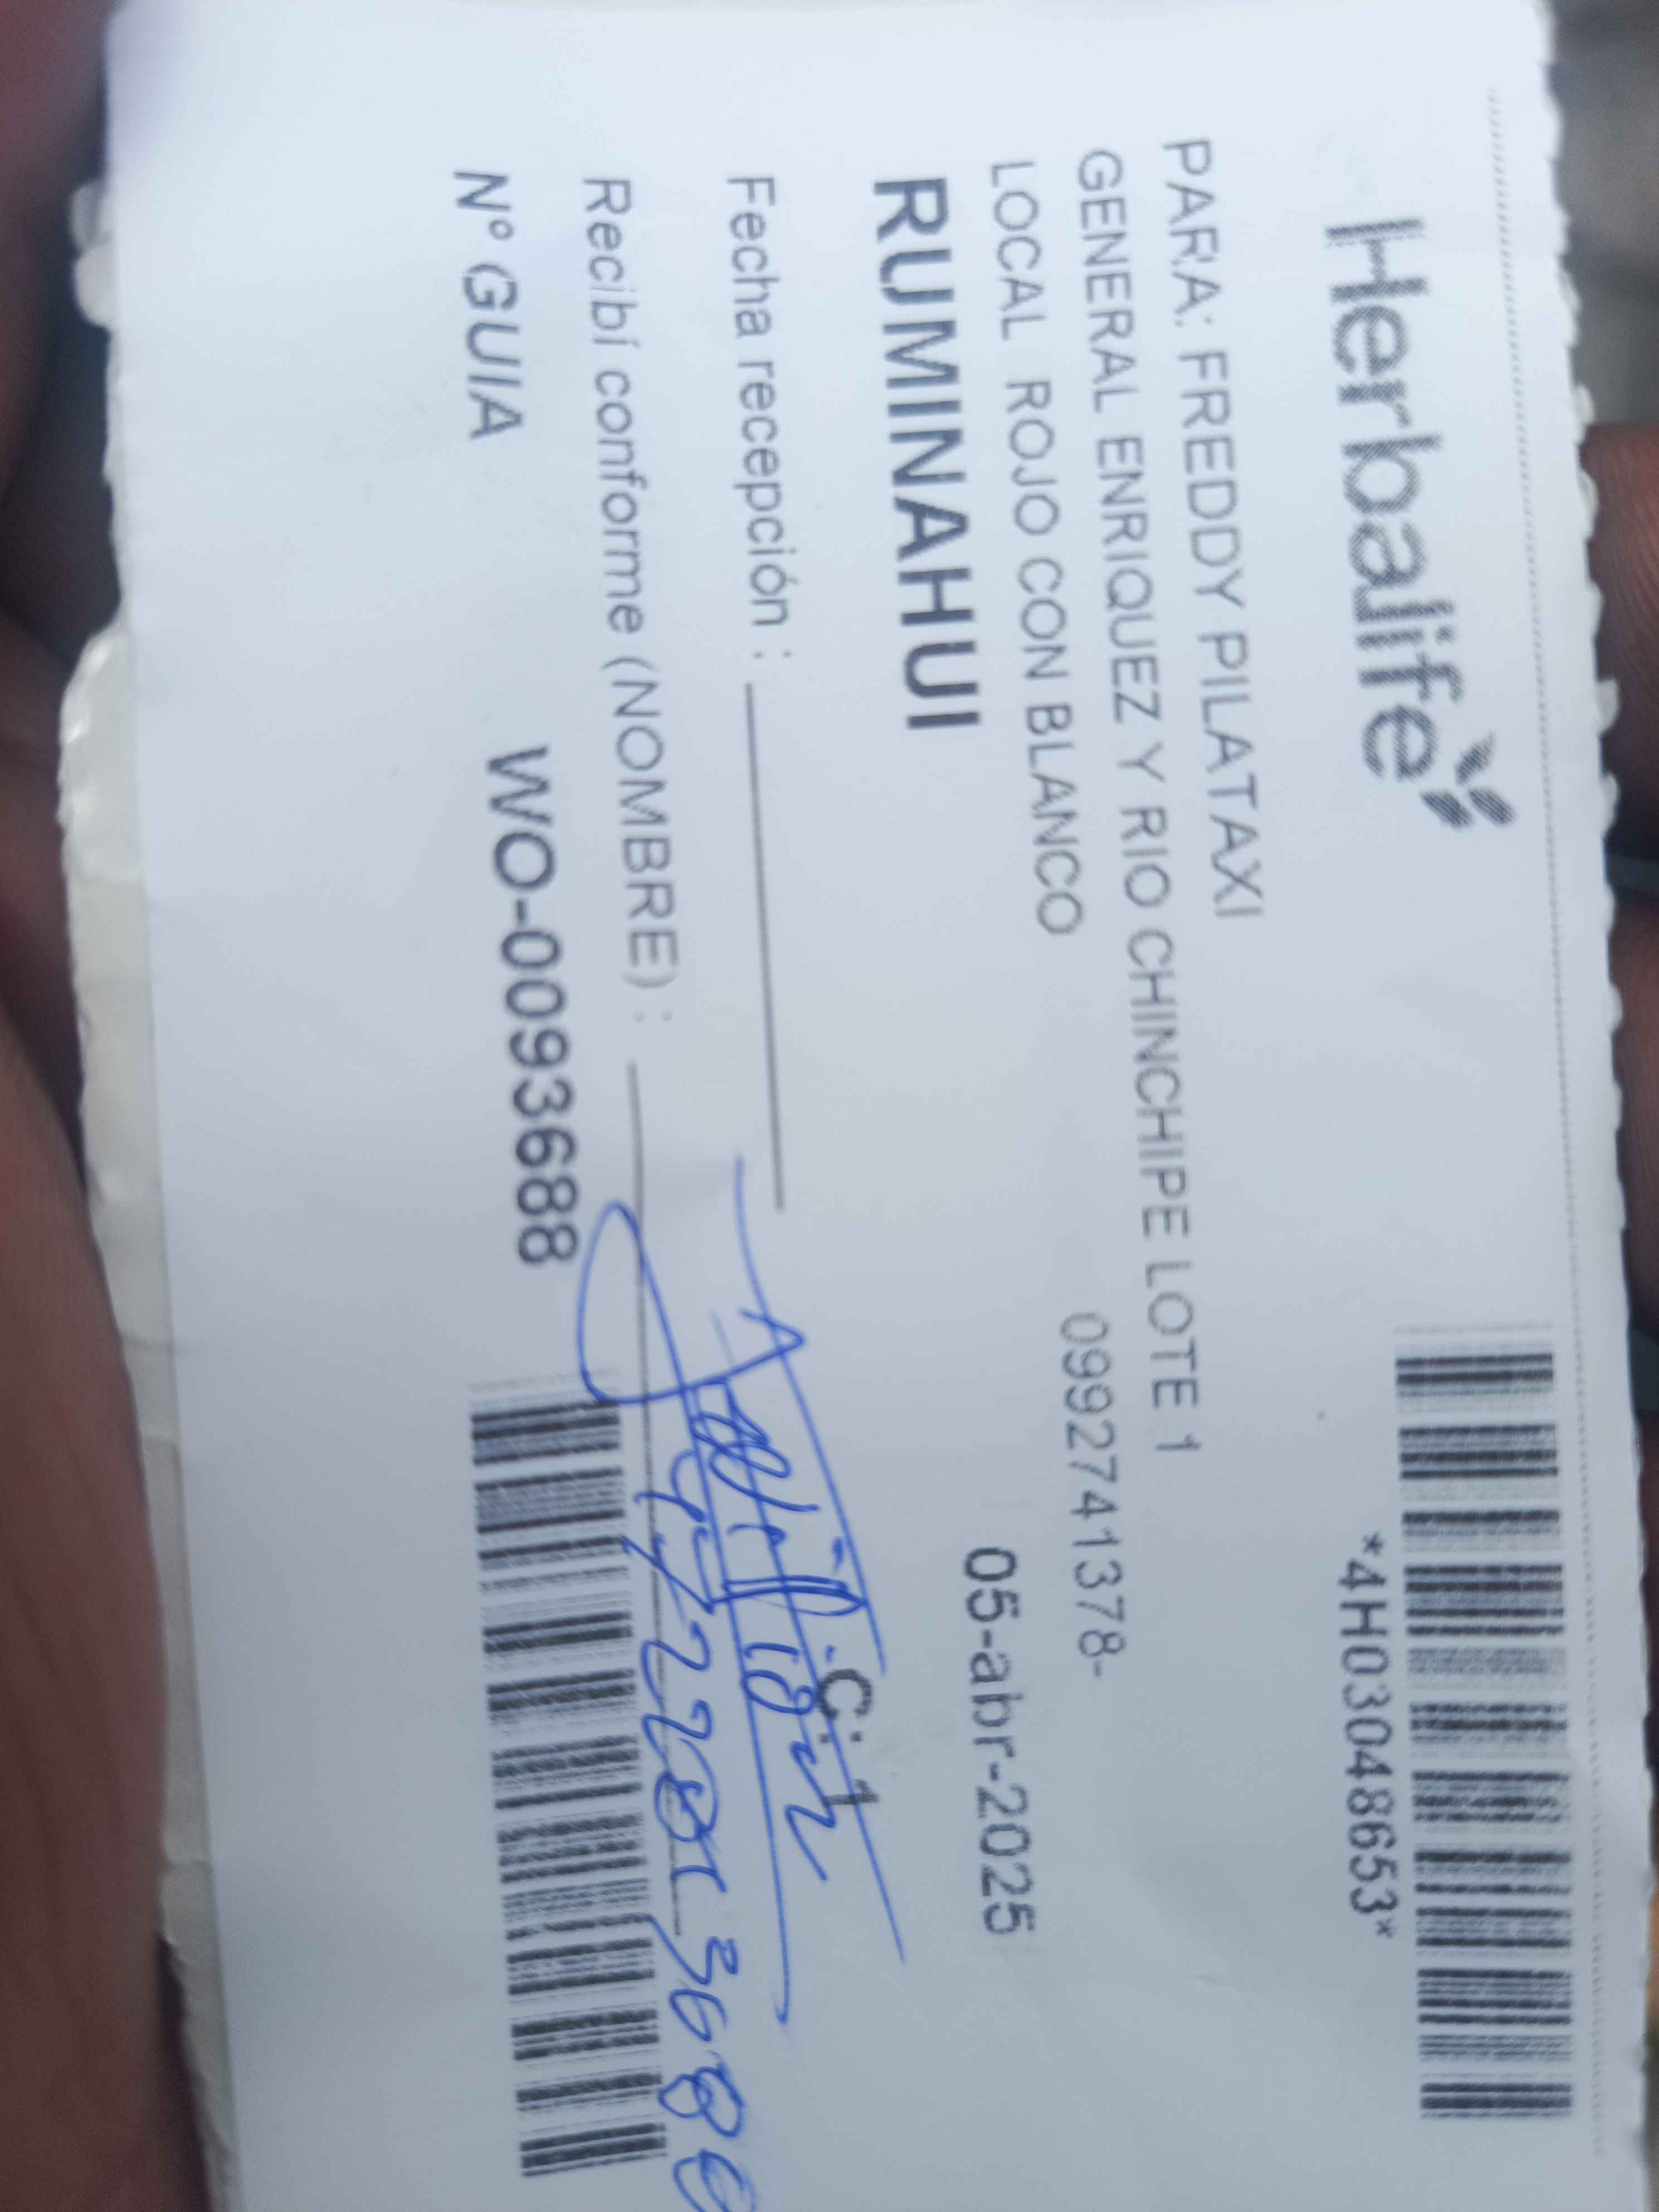 Herbalife
*4H03048653*
PARA: FREDDY PILATAXI
GENERAL ENRIQUEZ Y RIO CHINCHIPE LOTE 1
0992741378-
LOCAL ROJO CON BLANCO
05-abr-2025
RUMINAHUI
Fecha recepción :
C: 1
Recibí conforme (NOMBRE) :
Nº GUIA WO-0093688